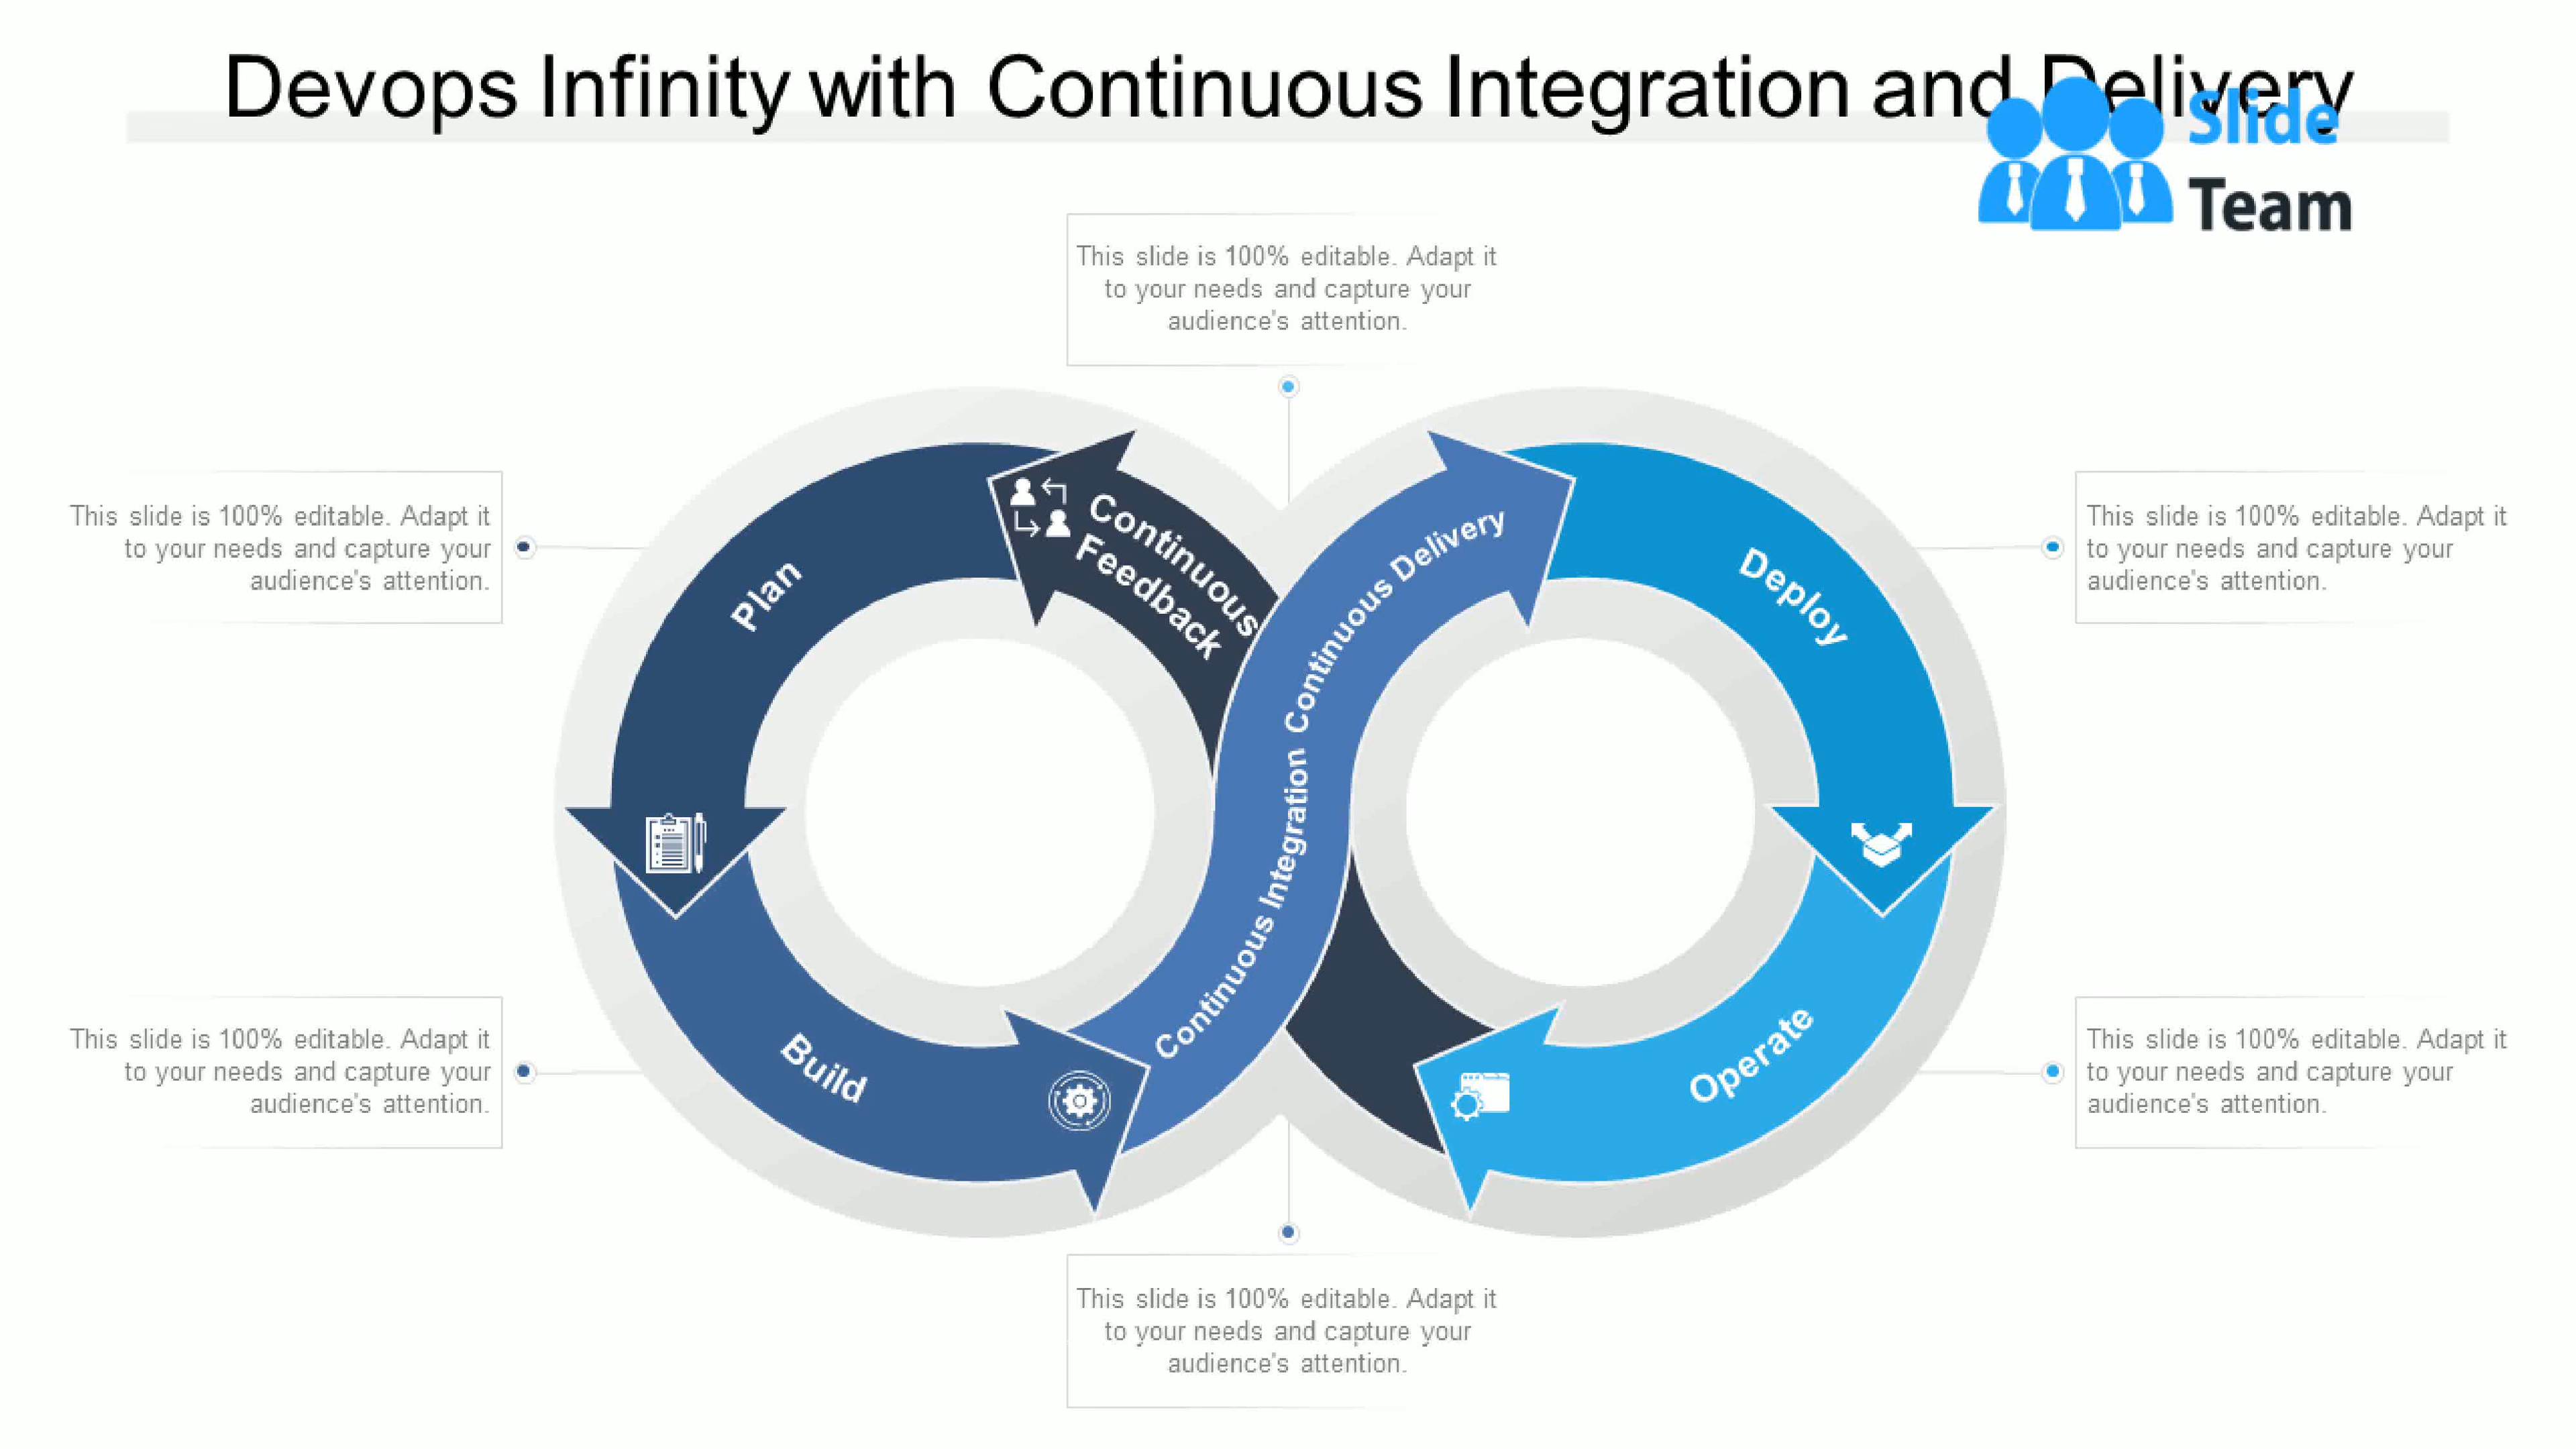 Devops Infinity with Continuous Integration and Delivery
Slide
Team
This slide is 100% editable. Adapt it
to your needs and capture your
audience's attention.
This slide is 100% editable. Adapt it
to your needs and capture your
audience's attention.
This slide is 100% editable. Adapt it
to your needs and capture your
audience's attention.
Plan
Continuous
Feedback
Continuous Integration Continuous Delivery
Deploy
Build
Operate
This slide is 100% editable. Adapt it
to your needs and capture your
audience's attention.
This slide is 100% editable. Adapt it
to your needs and capture your
audience's attention.
This slide is 100% editable. Adapt it
to your needs and capture your
audience's attention.